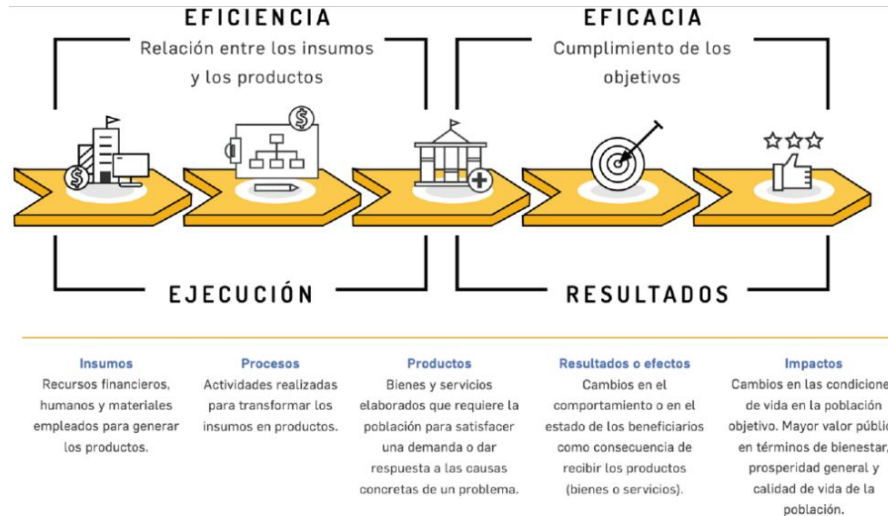 EFICIENCIA
Relación entre los insumos
y los productos
EFICACIA
Cumplimiento de los
objetivos
$
$
EJECUCIÓN
RESULTADOS
Insumos
Recursos financieros,
humanos y materiales
empleados para generar
los productos.
Procesos
Actividades realizadas
para transformar los
insumos en productos.
Productos
Bienes y servicios
elaborados que requiere la
población para satisfacer
una demanda o dar
respuesta a las causas
concretas de un problema.
Resultados o efectos
Cambios en el
comportamiento o en el
estado de los beneficiarios
como consecuencia de
recibir los productos
(bienes o servicios).
Impactos
Cambios en las condicione
de vida en la población
objetivo. Mayor valor públic
en términos de bienestar,
prosperidad general y
calidad de vida de la
población.